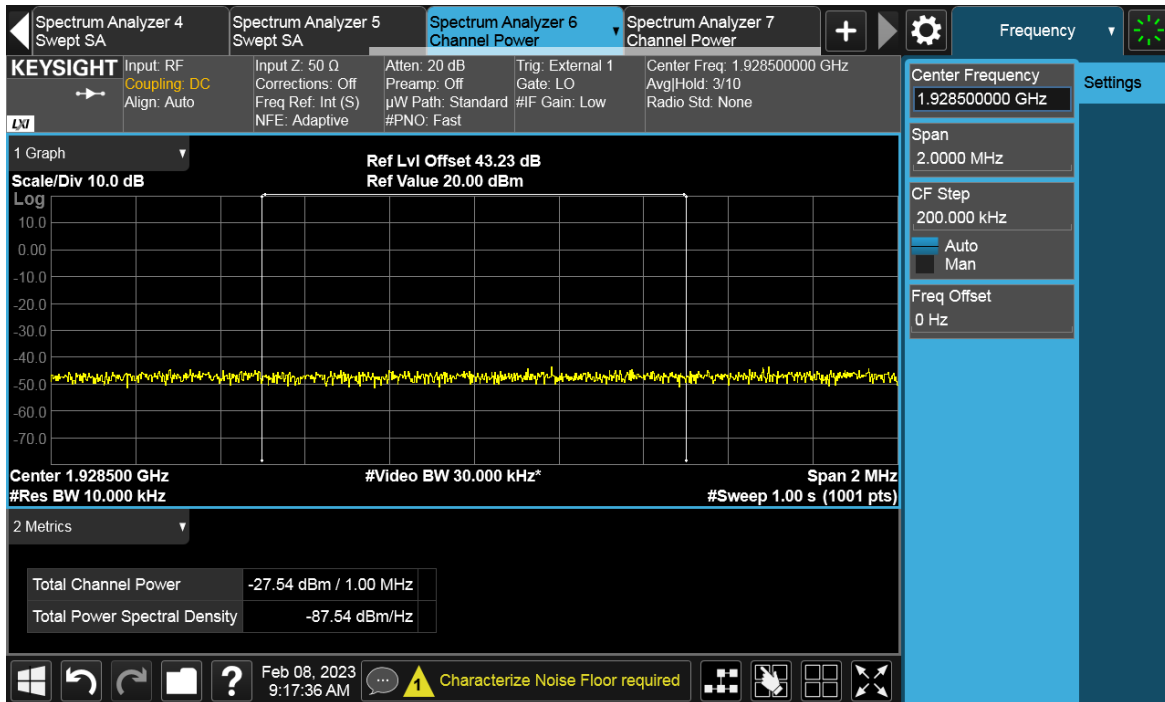 Spectrum Analyzer 4
Swept SA
Spectrum Analyzer 5
Swept SA
Spectrum Analyzer 6
Channel Power
Spectrum Analyzer 7
Channel Power
+
Frequency
KEYSIGHT
LXI
Input: RF
Coupling: DC
Align: Auto
Input Z: 50 Ω
Corrections: Off
Freq Ref: Int (S)
NFE: Adaptive
Atten: 20 dB
Preamp: Off
µW Path: Standard
#PNO: Fast
Trig: External 1
Gate: LO
#IF Gain: Low
Center Freq: 1.928500000 GHz
Avg|Hold: 3/10
Radio Std: None
Center Frequency
1.928500000 GHz
Settings
Span
2.0000 MHz
CF Step
200.000 kHz
Auto
Man
Freq Offset
0 Hz
1 Graph
Scale/Div 10.0 dB
Ref Lvl Offset 43.23 dB
Ref Value 20.00 dBm
Log
10.0
0.00
-10.0
-20.0
-30.0
-40.0
-50.0
-60.0
-70.0
Center 1.928500 GHz
#Video BW 30.000 kHz*
Span 2 MHz
#Res BW 10.000 kHz
#Sweep 1.00 s (1001 pts)
2 Metrics
Total Channel Power -27.54 dBm / 1.00 MHz
Total Power Spectral Density -87.54 dBm/Hz
?
Feb 08, 2023
9:17:36 AM
1
Characterize Noise Floor required